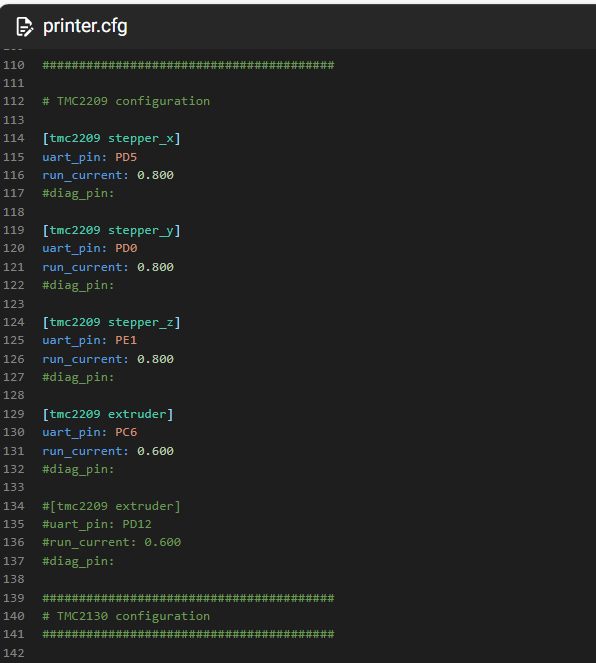 printer.cfg
110 ########################################
111
112 # TMC2209 configuration
113
114 [tmc2209 stepper_x]
115 uart_pin: PD5
116 run_current: 0.800
117 #diag_pin:
118
119 [tmc2209 stepper_y]
120 uart_pin: PD0
121 run_current: 0.800
122 #diag_pin:
123
124 [tmc2209 stepper_z]
125 uart_pin: PE1
126 run_current: 0.800
127 #diag_pin:
128
129 [tmc2209 extruder]
130 uart_pin: PC6
131 run_current: 0.600
132 #diag_pin:
133
134 #[tmc2209 extruder]
135 #uart_pin: PD12
136 #run_current: 0.600
137 #diag_pin:
138
139 ########################################
140 # TMC2130 configuration
141 ########################################
142